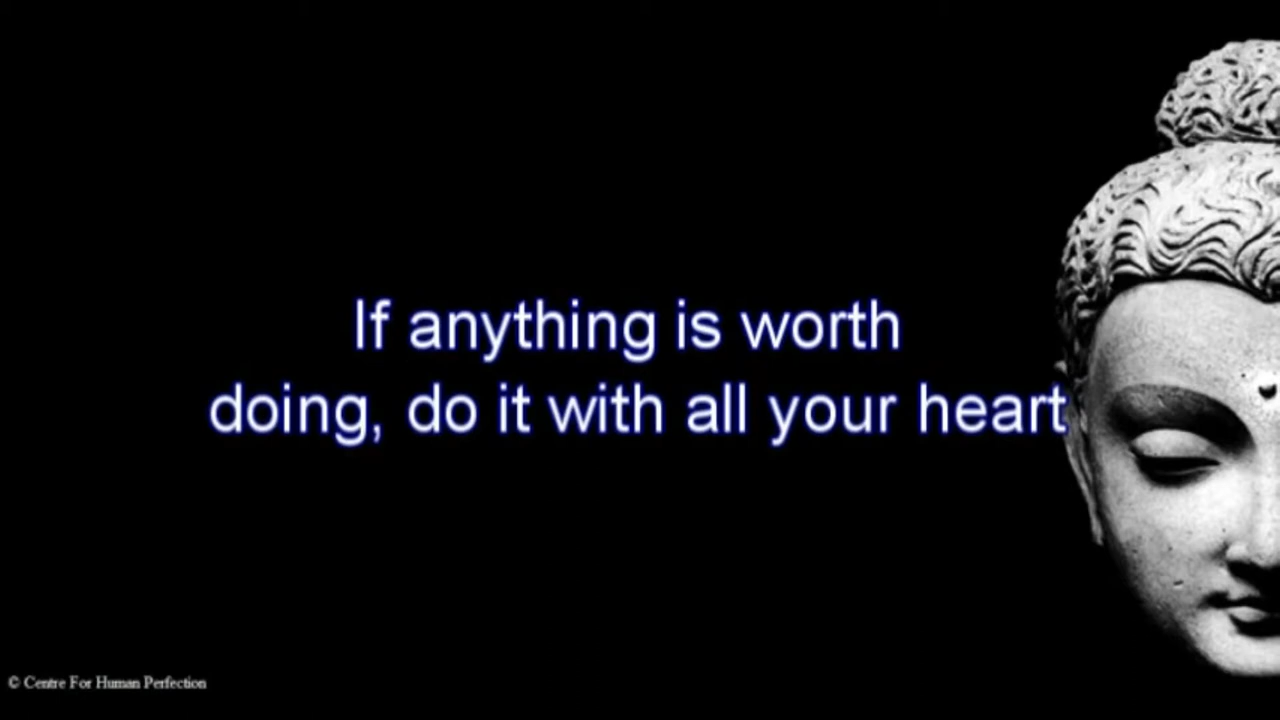 If anything is worth
doing, do it with all your heart
© Centre For Human Perfection